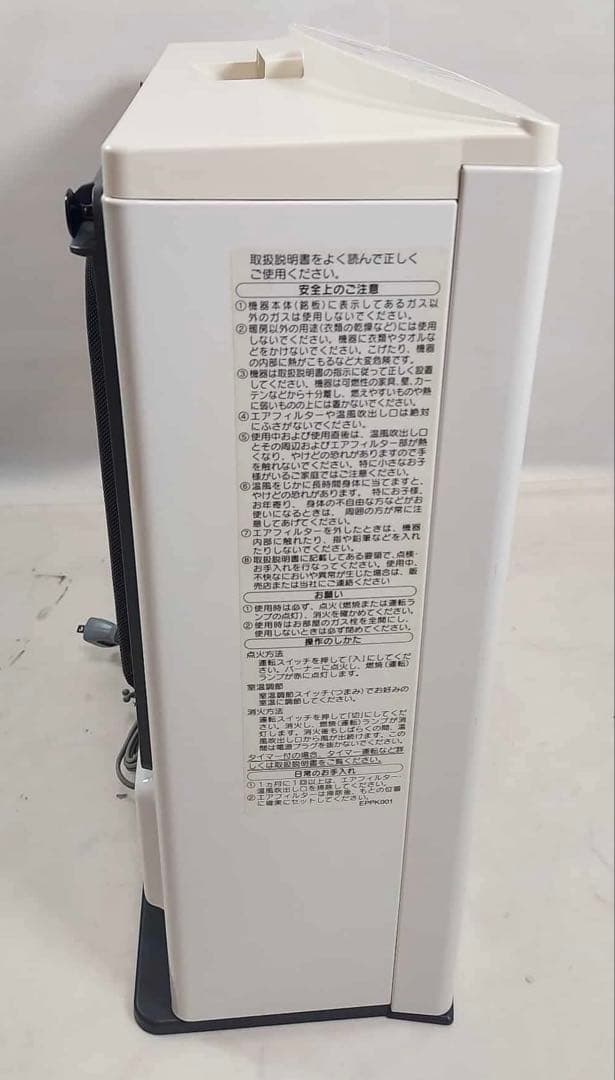 取扱説明書をよく読んで正しく
ご使用ください。
安全上のご注意
①機器本体(銘板)に表示してあるガス以
外のガスは使用しないでください。
②暖房以外の用途(衣類の乾燥など)には使用
しないでください。機器に衣類やタオルな
どをかけないでください。こげたり、機器
の内部に熱がこもるなど大変危険です。
③機器は取扱説明書の指示に従って正しく設置
してください。機器は可燃性の家具、壁、カー
テンなどから十分離し、燃えやすいものや熱
に弱いものの上には置かないでください。
④エアフィルターや温風吹出し口は絶対
にふさがないでください。
⑤使用中および使用直後は、温風吹出し口
とその周辺およびエアフィルター部が熱
くなり、やけどの恐れがありますので手
を触れないでください。特に小さなお子
様がいるご家庭ではご注意ください。
⑥温風をじかに長時間身体に当てますと、
やけどの恐れがあります。特にお子様、
お年寄り、身体の不自由な方などがお
使いになるときは、周囲の方が常に注
意してあげてください。
⑦エアフィルターを外したときは、機器
内部に触れたり、指や鉛筆などを入れ
たりしないでください。
⑧取扱説明書に記載してある要領で、点検・
お手入れを行なってください。使用中、
不快なにおいや異常が生じた場合は、販
売店または当社にご連絡ください
お願い
①使用時は必ず、点火(燃焼または運転ラ
ンプの点灯)、消火を確かめてください。
②使用時はお部屋のガス栓を全開にし、
使用しないときは必ず閉めてください。
操作のしかた
点火方法
運転スイッチを押して「入」にしてくだ
さい。バーナーに点火し、燃焼(運転)
ランプが赤に点灯します。
室温調節
室温調節スイッチ(つまみ)でお好みの
室温に調節してください。
消火方法
運転スイッチを押して「切」にしてくだ
さい。消火し、燃焼(運転)ランプが消
灯します。消火後もしばらくの間、温
風吹出し口から風が出続けます。この
間は電源プラグを抜かないでください。
タイマー付の場合、タイマー運転など詳
しくは取扱説明書をご覧ください。
日常のお手入れ
①1カ月に1回以上は、エアフィルター・
温風吹出し口を掃除してください。
②エアフィルターは掃除後、もとの位置
に確実にセットしてください。
EPPK001